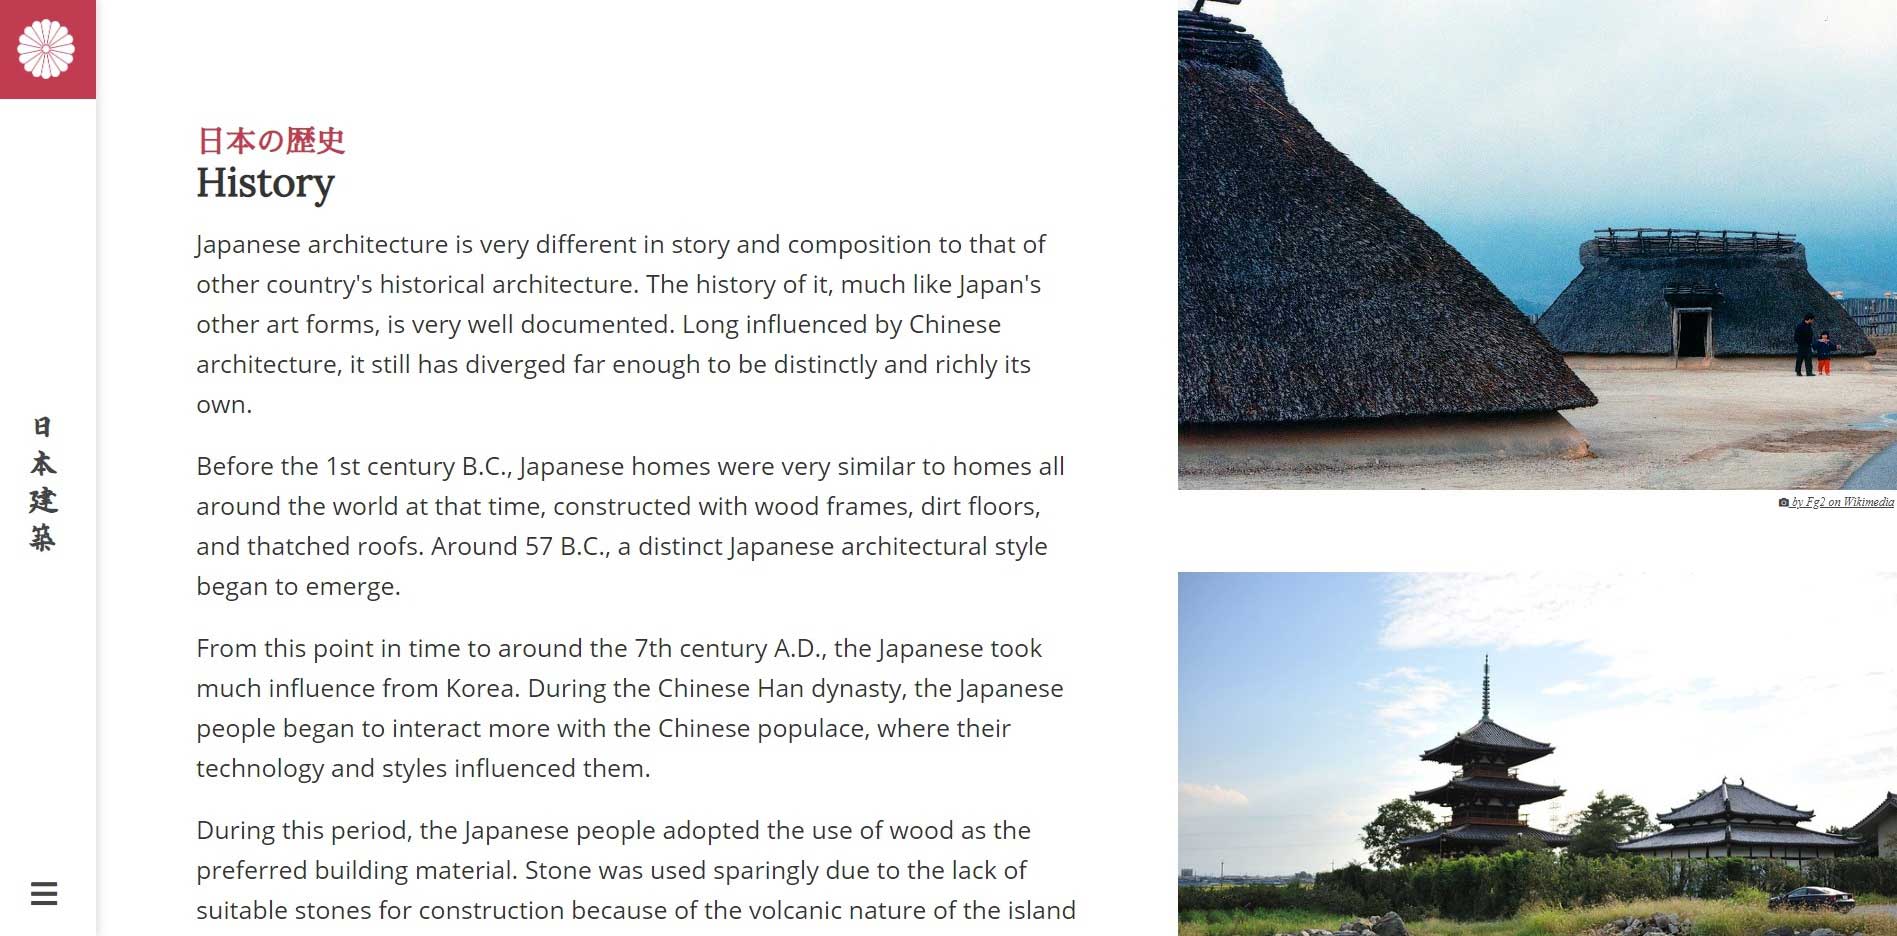 日本の歴史
History
Japanese architecture is very different in story and composition to that of
other country's historical architecture. The history of it, much like Japan's
other art forms, is very well documented. Long influenced by Chinese
architecture, it still has diverged far enough to be distinctly and richly its
own.
Before the 1st century B.C., Japanese homes were very similar to homes all
around the world at that time, constructed with wood frames, dirt floors,
and thatched roofs. Around 57 B.C., a distinct Japanese architectural style
began to emerge.
From this point in time to around the 7th century A.D., the Japanese took
much influence from Korea. During the Chinese Han dynasty, the Japanese
people began to interact more with the Chinese populace, where their
technology and styles influenced them.
During this period, the Japanese people adopted the use of wood as the
preferred building material. Stone was used sparingly due to the lack of
suitable stones for construction because of the volcanic nature of the island
日本建築
by Fg2 on Wikimedia